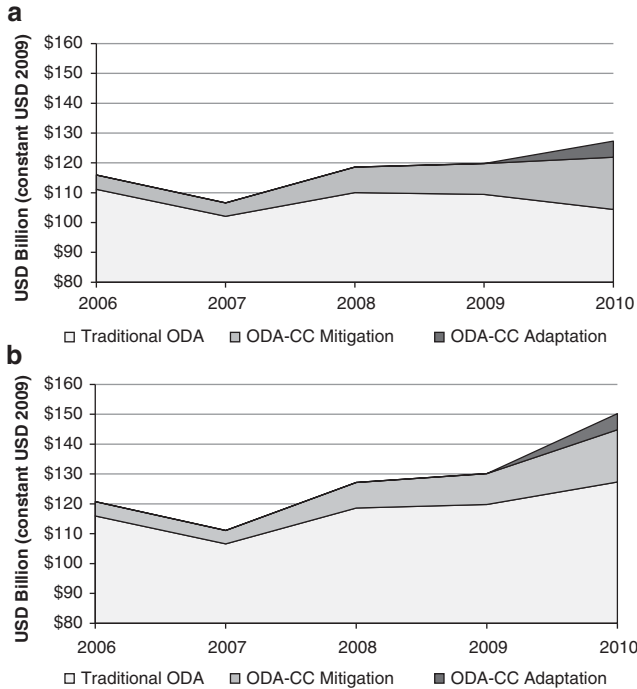 a
USD Billion (constant USD 2009)
$160
$150
$140
$130
$120
$110
$100
$90
$80
2006 2007 2008 2009 2010
Traditional ODA ODA-CC Mitigation ODA-CC Adaptation
b
USD Billion (constant USD 2009)
$160
$150
$140
$130
$120
$110
$100
$90
$80
2006 2007 2008 2009 2010
Traditional ODA ODA-CC Mitigation ODA-CC Adaptation